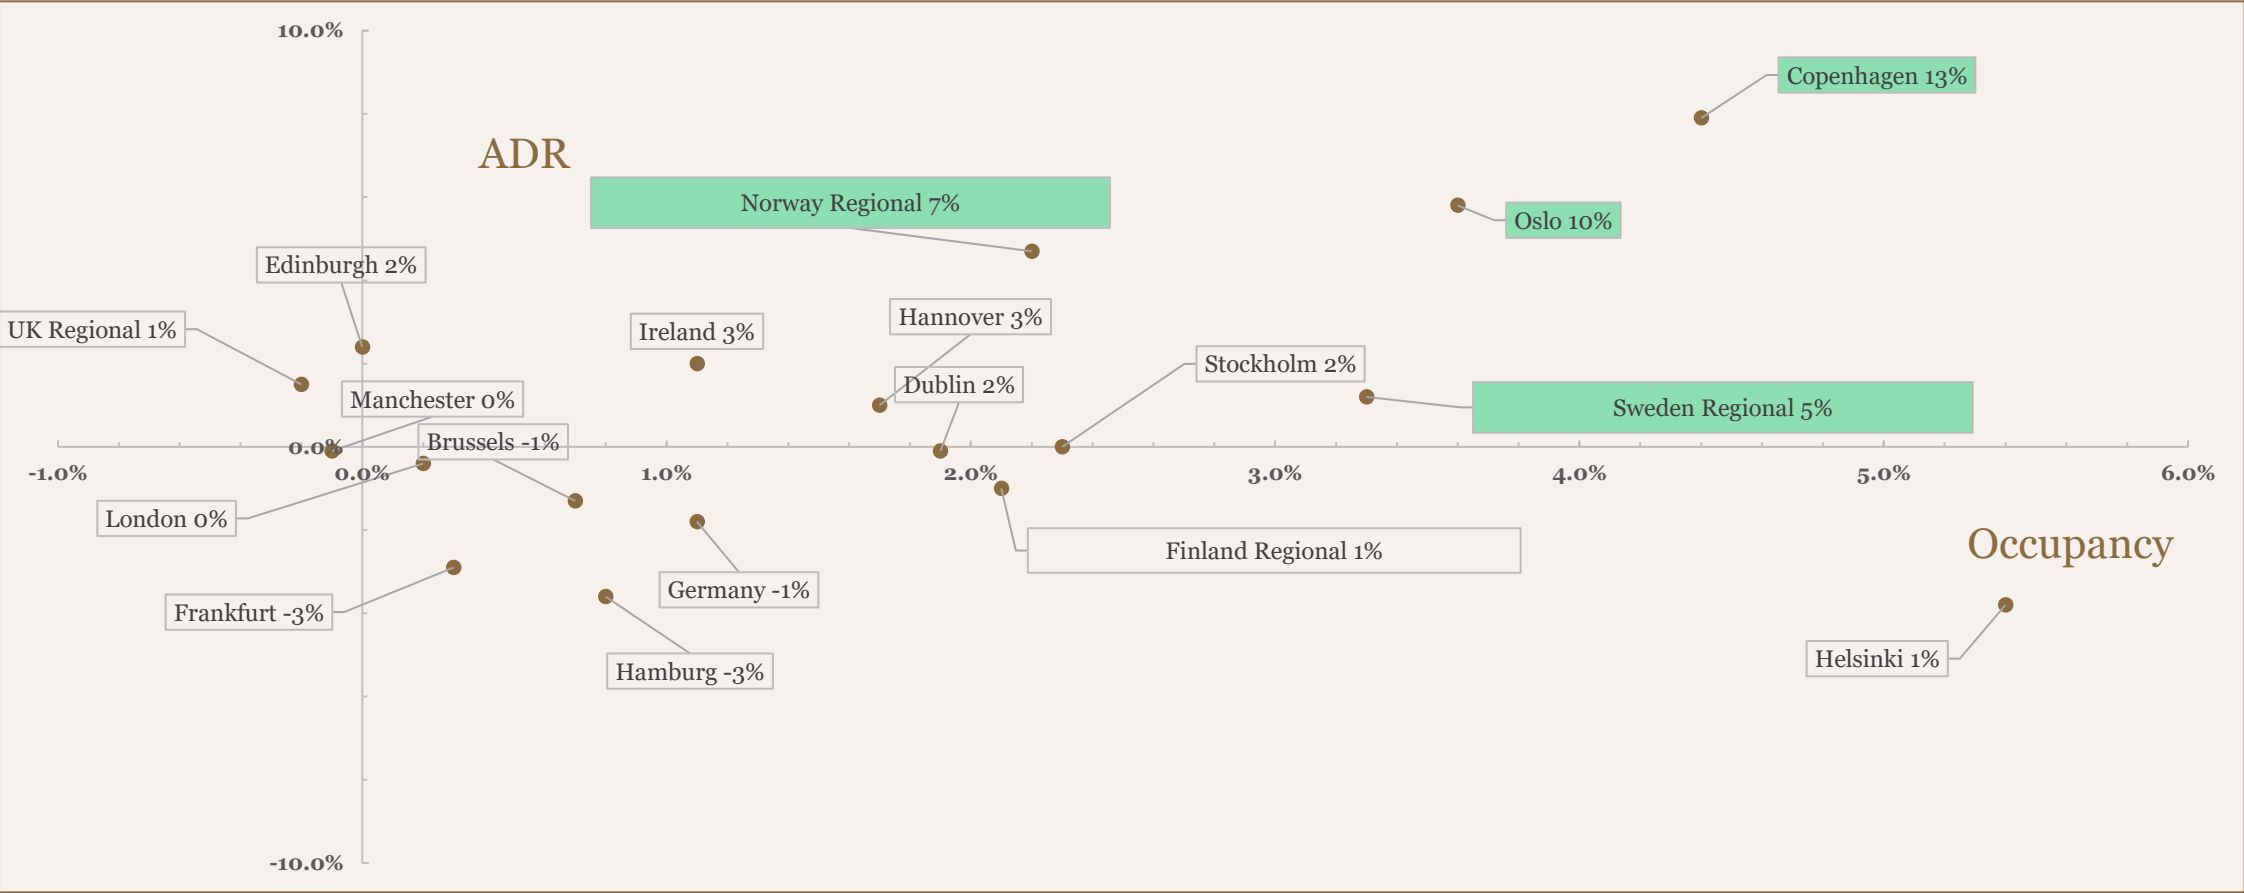 10.0%
Copenhagen 13%
ADR
Norway Regional 7%
Oslo 10%
Edinburgh 2%
Hannover 3%
UK Regional 1%
Ireland 3%
Stockholm 2%
Dublin 2%
Manchester 0%
Sweden Regional 5%
0.0%
Brussels -1%
-1.0%
0.0%
1.0%
2.0%
3.0%
4.0%
5.0%
6.0%
London 0%
Finland Regional 1%
Occupancy
Germany -1%
Frankfurt -3%
Helsinki 1%
Hamburg -3%
-10.0%